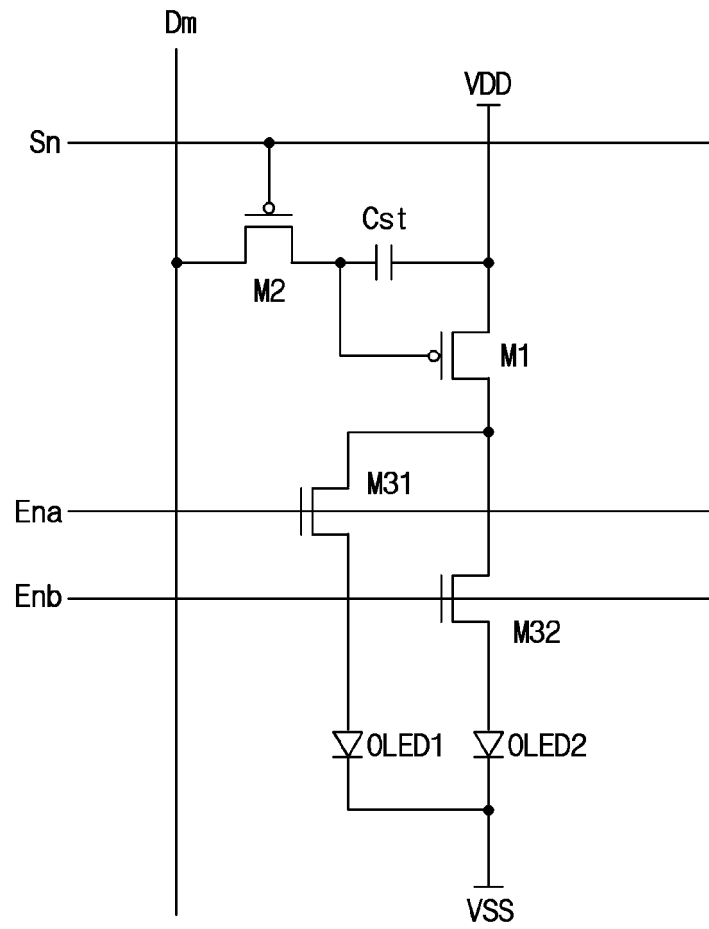 Dm
VDD
Sn
Cst
M2
M1
M31
Ena
Enb
M32
OLED1
OLED2
VSS